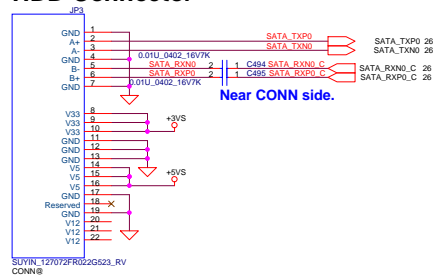 HDD Connector
JP3
GND 1
A+ 2 SATA_TXP0 SATA_TXP0 26
A- 3 SATA_TXN0 SATA_TXN0 26
GND 4 0.01U_0402_16V7K
B- 5 SATA_RXN0 2 1 C494 SATA_RXN0_C SATA_RXN0_C 26
B+ 6 SATA_RXP0 2 1 C495 SATA_RXP0_C SATA_RXP0_C 26
GND 7 0.01U_0402_16V7K
Near CONN side.
V33 8
V33 9 +3VS
V33 10
GND 11
GND 12
GND 13
V5 14
V5 15 +5VS
V5 16
GND 17
Reserved 18
GND 19
V12 20
V12 21
V12 22
SUYIN_127072FR022G523_RV
CONN@